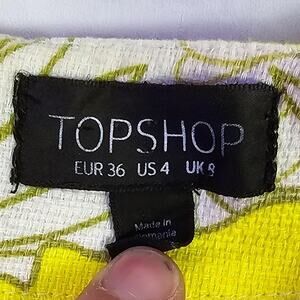 TOPSHOP
EUR 36 US 4 UK 8
Made in
Romania